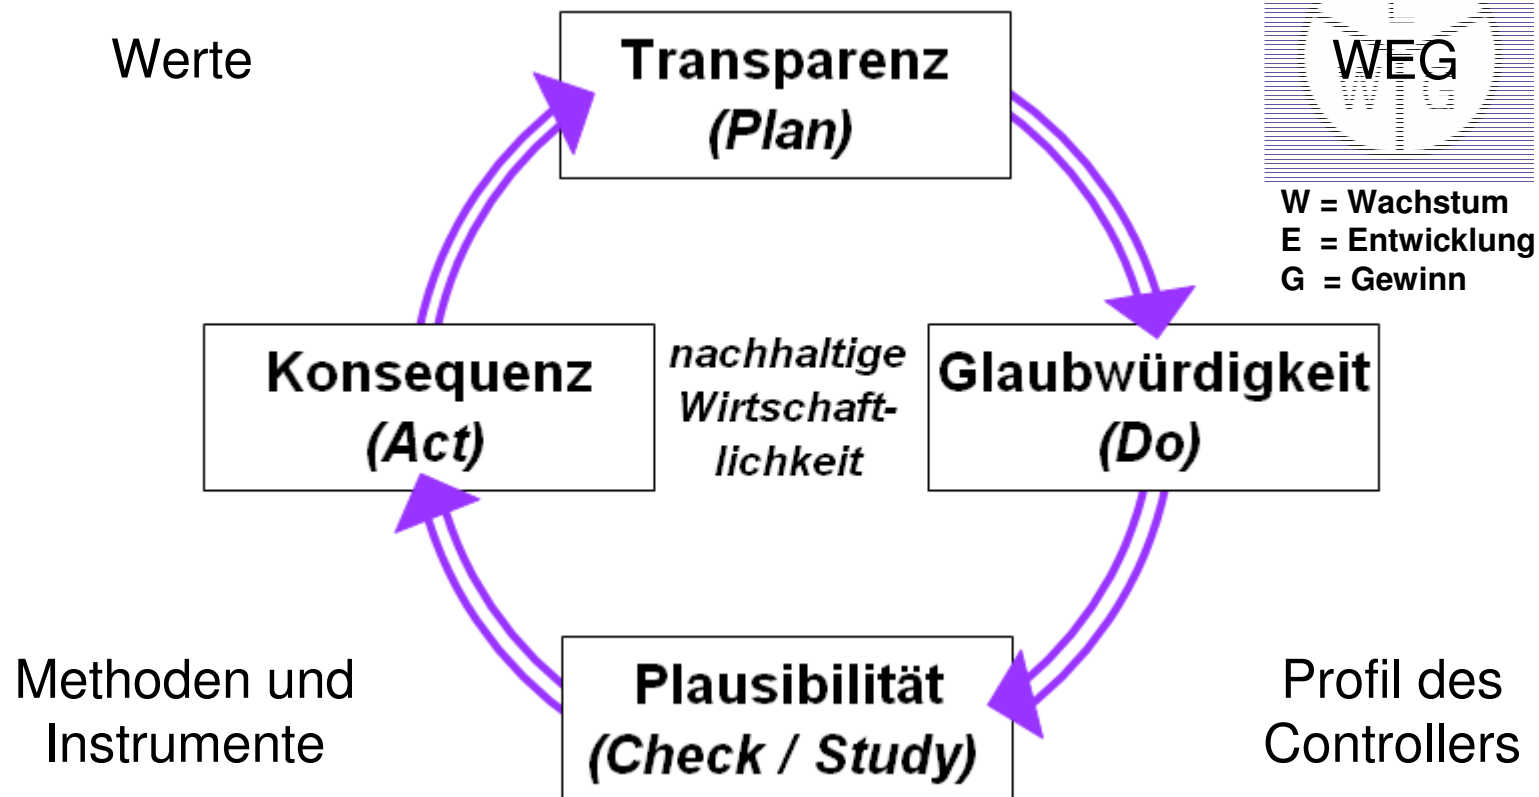 Werte
Transparenz
(Plan)
WEG
W E G
W = Wachstum
E = Entwicklung
G = Gewinn
Konsequenz
(Act)
nachhaltige
Wirtschaft-
lichkeit
Glaubwürdigkeit
(Do)
Methoden und
Instrumente
Plausibilität
(Check / Study)
Profil des
Controllers